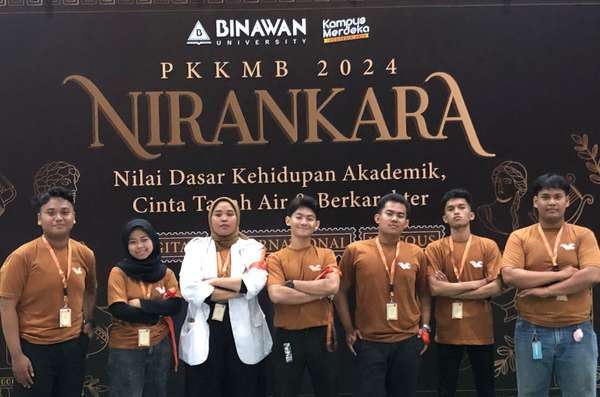 BINAWAN
UNIVERSITY
Kampus
Merdeka
PKKMB 2024
NIRANKARA
Nilai Dasar Kehidupan Akademik,
Cinta Tanah Air & Berkarakter